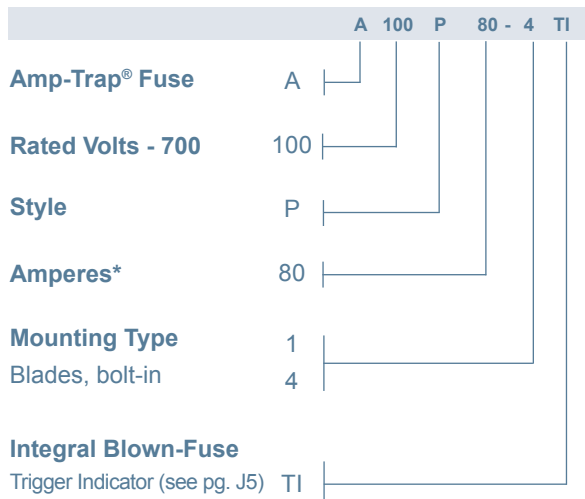 A 100 P 80 - 4 TI
Amp-Trap® Fuse A
Rated Volts - 700 100
Style P
Amperes* 80
Mounting Type 1
Blades, bolt-in 4
Integral Blown-Fuse
Trigger Indicator (see pg. J5) TI